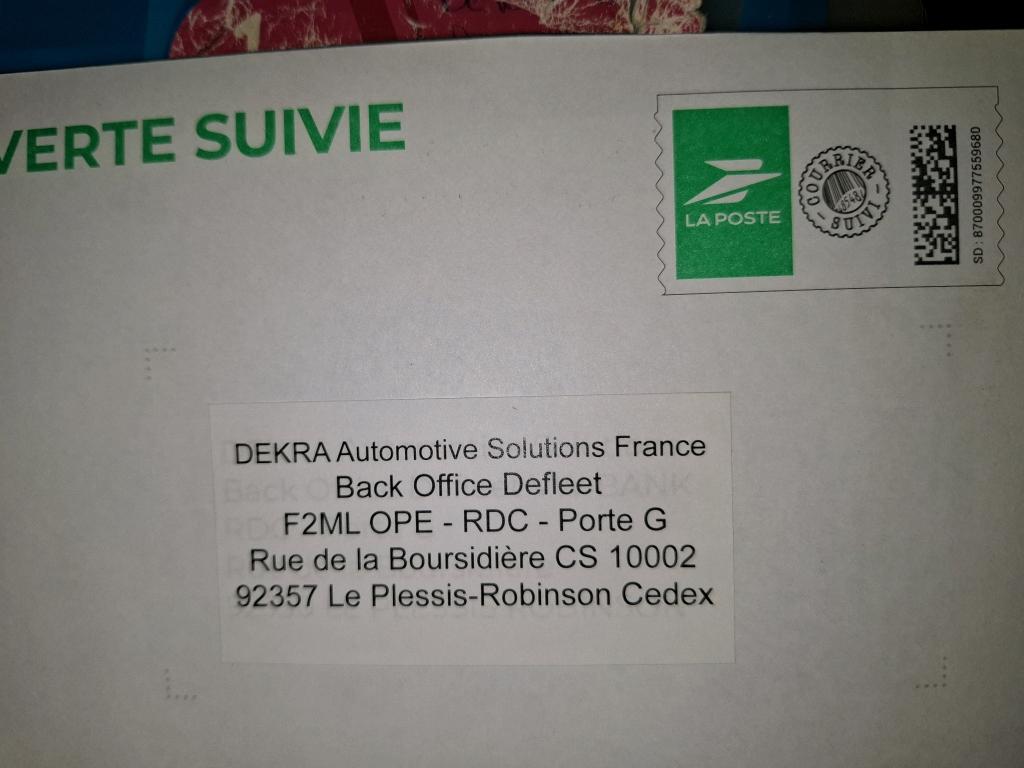 VERTE SUIVIE
LA POSTE
COURRIER
SUIVI
SD : 870009977559680
DEKRA Automotive Solutions France
Back Office Defleet
F2ML OPE - RDC - Porte G
Rue de la Boursidière CS 10002
92357 Le Plessis-Robinson Cedex